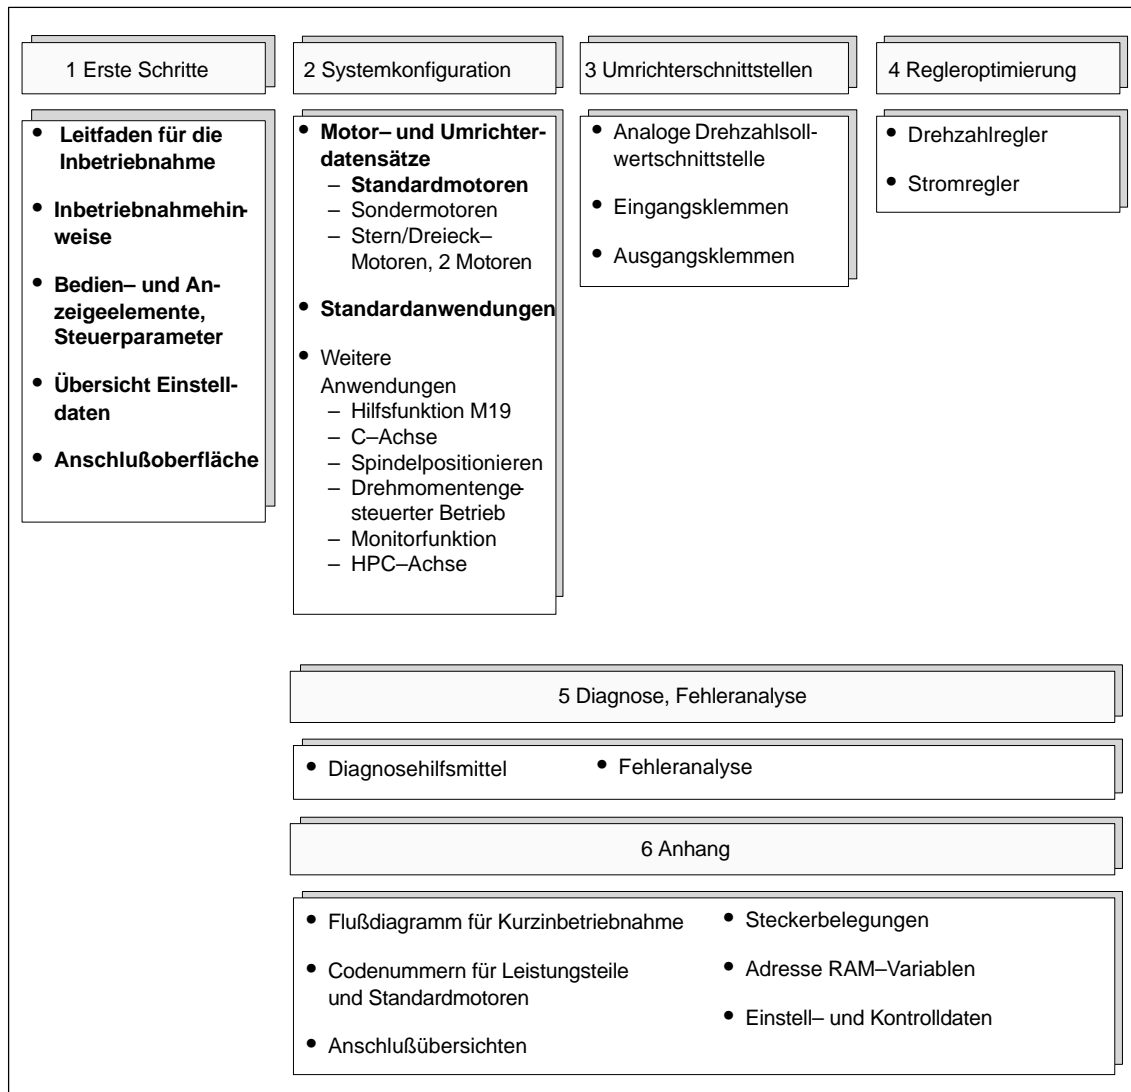 1 Erste Schritte
Leitfaden für die
Inbetriebnahme
Inbetriebnahmehin-
weise
Bedien– und An-
zeigeelemente,
Steuerparameter
Übersicht Einstell-
daten
Anschlußoberfläche
2 Systemkonfiguration
Motor– und Umrichter-
datensätze
– Standardmotoren
– Sondermotoren
– Stern/Dreieck–
Motoren, 2 Motoren
Standardanwendungen
Weitere
Anwendungen
– Hilfsfunktion M19
– C–Achse
– Spindelpositionieren
– Drehmomentenge-
steuerter Betrieb
– Monitorfunktion
– HPC–Achse
3 Umrichterschnittstellen
Analoge Drehzahlsoll-
wertschnittstelle
Eingangsklemmen
Ausgangsklemmen
4 Regleroptimierung
Drehzahlregler
Stromregler
5 Diagnose, Fehleranalyse
Diagnosehilfsmittel
Fehleranalyse
6 Anhang
Flußdiagramm für Kurzinbetriebnahme
Codenummern für Leistungsteile
und Standardmotoren
Anschlußübersichten
Steckerbelegungen
Adresse RAM–Variablen
Einstell– und Kontrolldaten